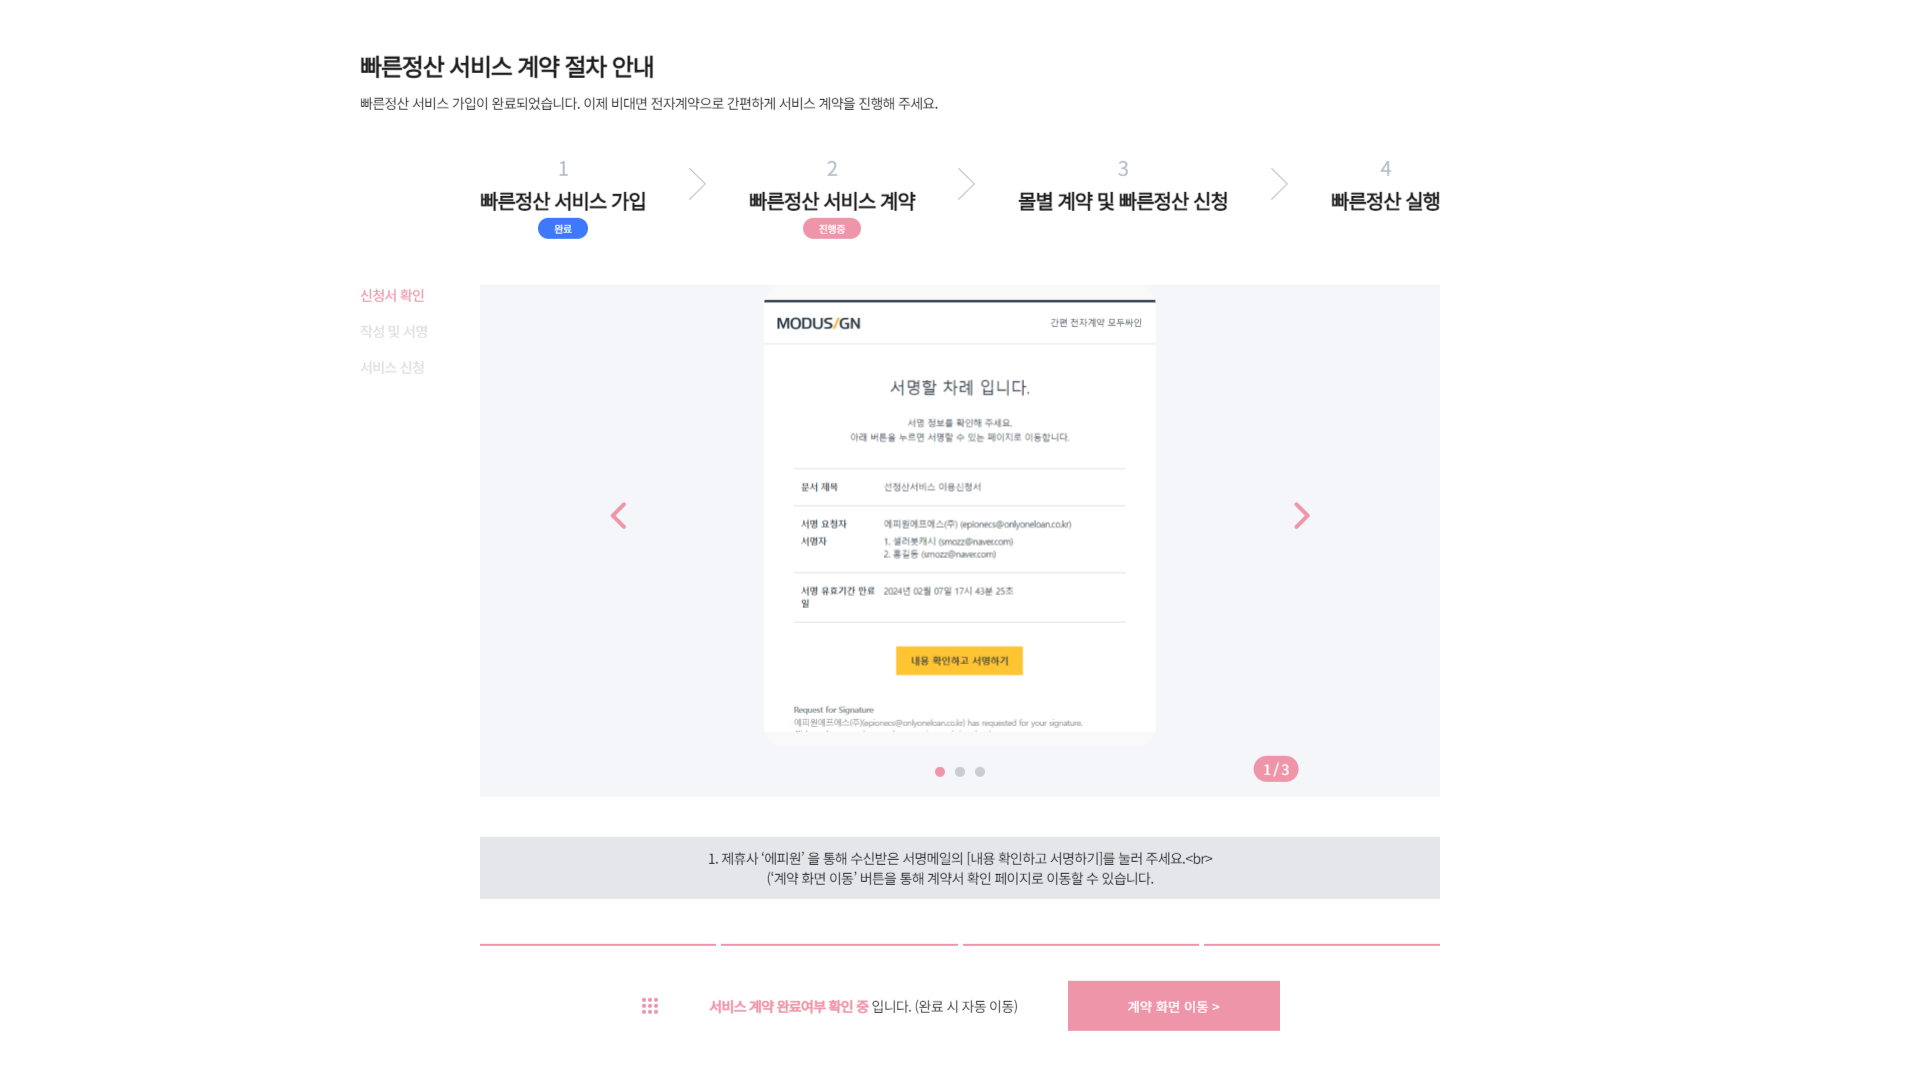 빠른정산 서비스 계약 절차 안내
빠른정산 서비스 가입이 완료되었습니다. 이제 비대면 전자계약으로 간편하게 서비스 계약을 진행해 주세요.
1
빠른정산 서비스 가입
완료
2
빠른정산 서비스 계약
진행중
3
몰별 계약 및 빠른정산 신청
4
빠른정산 실행
신청서 확인
작성 및 서명
서비스 신청
MODUSIGN
간편 전자계약 모두싸인
서명할 차례 입니다.
서명 정보를 확인해 주세요.
아래 버튼을 누르면 서명할 수 있는 페이지로 이동합니다.
문서 제목 선정산서비스 이용신청서
서명 요청자 에피원에프에스(주) (epionecs@onlyoneloan.co.kr)
서명자 1. 셀러봇캐시 (smozz@naver.com)
2. 홍길동 (smozz@naver.com)
서명 유효기간 만료 2024년 02월 07일 17시 43분 25초
일
내용 확인하고 서명하기
Request for Signature
에피원에프에스(주)(epionecs@onlyoneloan.co.kr) has requested for your signature.
1 / 3
1. 제휴사 ‘에피원’ 을 통해 수신받은 서명메일의 [내용 확인하고 서명하기]를 눌러 주세요.<br>
(‘계약 화면 이동’ 버튼을 통해 계약서 확인 페이지로 이동할 수 있습니다.
서비스 계약 완료여부 확인 중 입니다. (완료 시 자동 이동)
계약 화면 이동 >